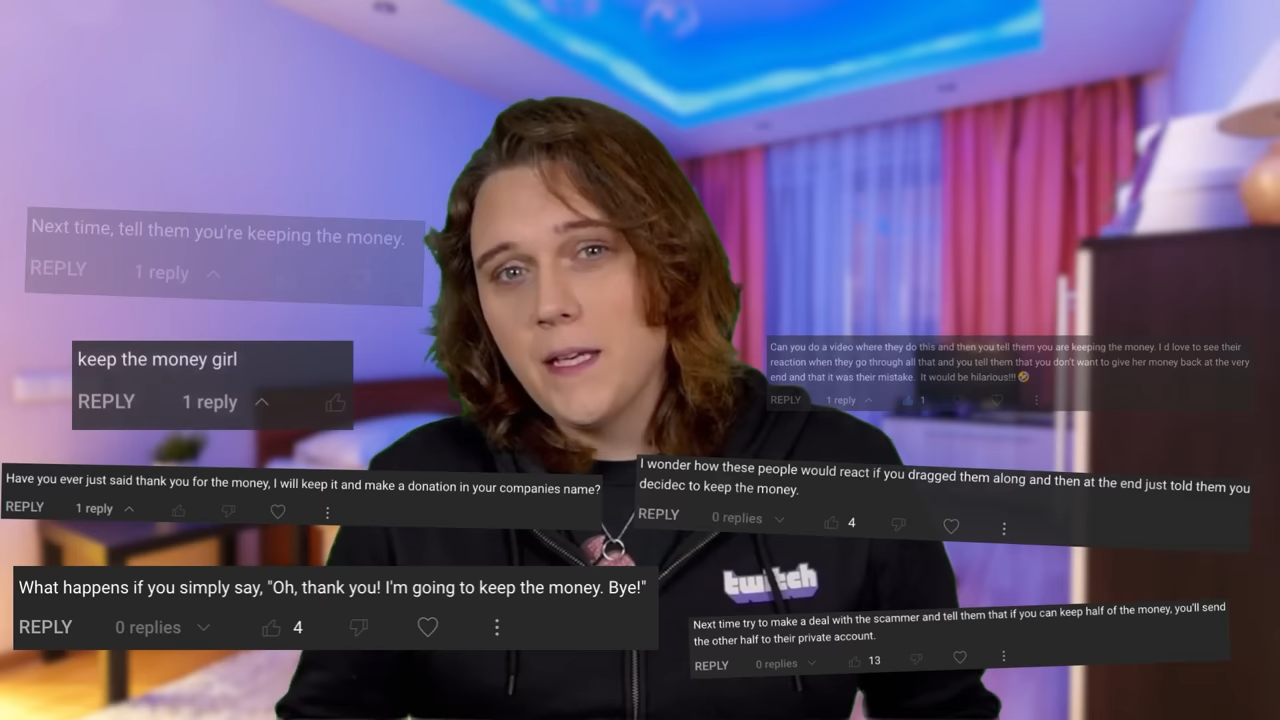 Next time, tell them you're keeping the money.
REPLY 1 reply
keep the money girl
REPLY 1 reply
Can you do a video where they do this and then you tell them you are keeping the money. I d love to see their
reaction when they go through all that and you tell them that you don't want to give her money back at the very
end and that it was their mistake. It would be hilarious!!! 🤣
REPLY 1 reply 1
Have you ever just said thank you for the money, I will keep it and make a donation in your companies name?
REPLY 1 reply
I wonder how these people would react if you dragged them along and then at the end just told them you
decidec to keep the money.
REPLY 0 replies 4
What happens if you simply say, "Oh, thank you! I'm going to keep the money. Bye!"
REPLY 0 replies 4
twitch
Next time try to make a deal with the scammer and tell them that if you can keep half of the money, you'll send
the other half to their private account.
REPLY 0 replies 13